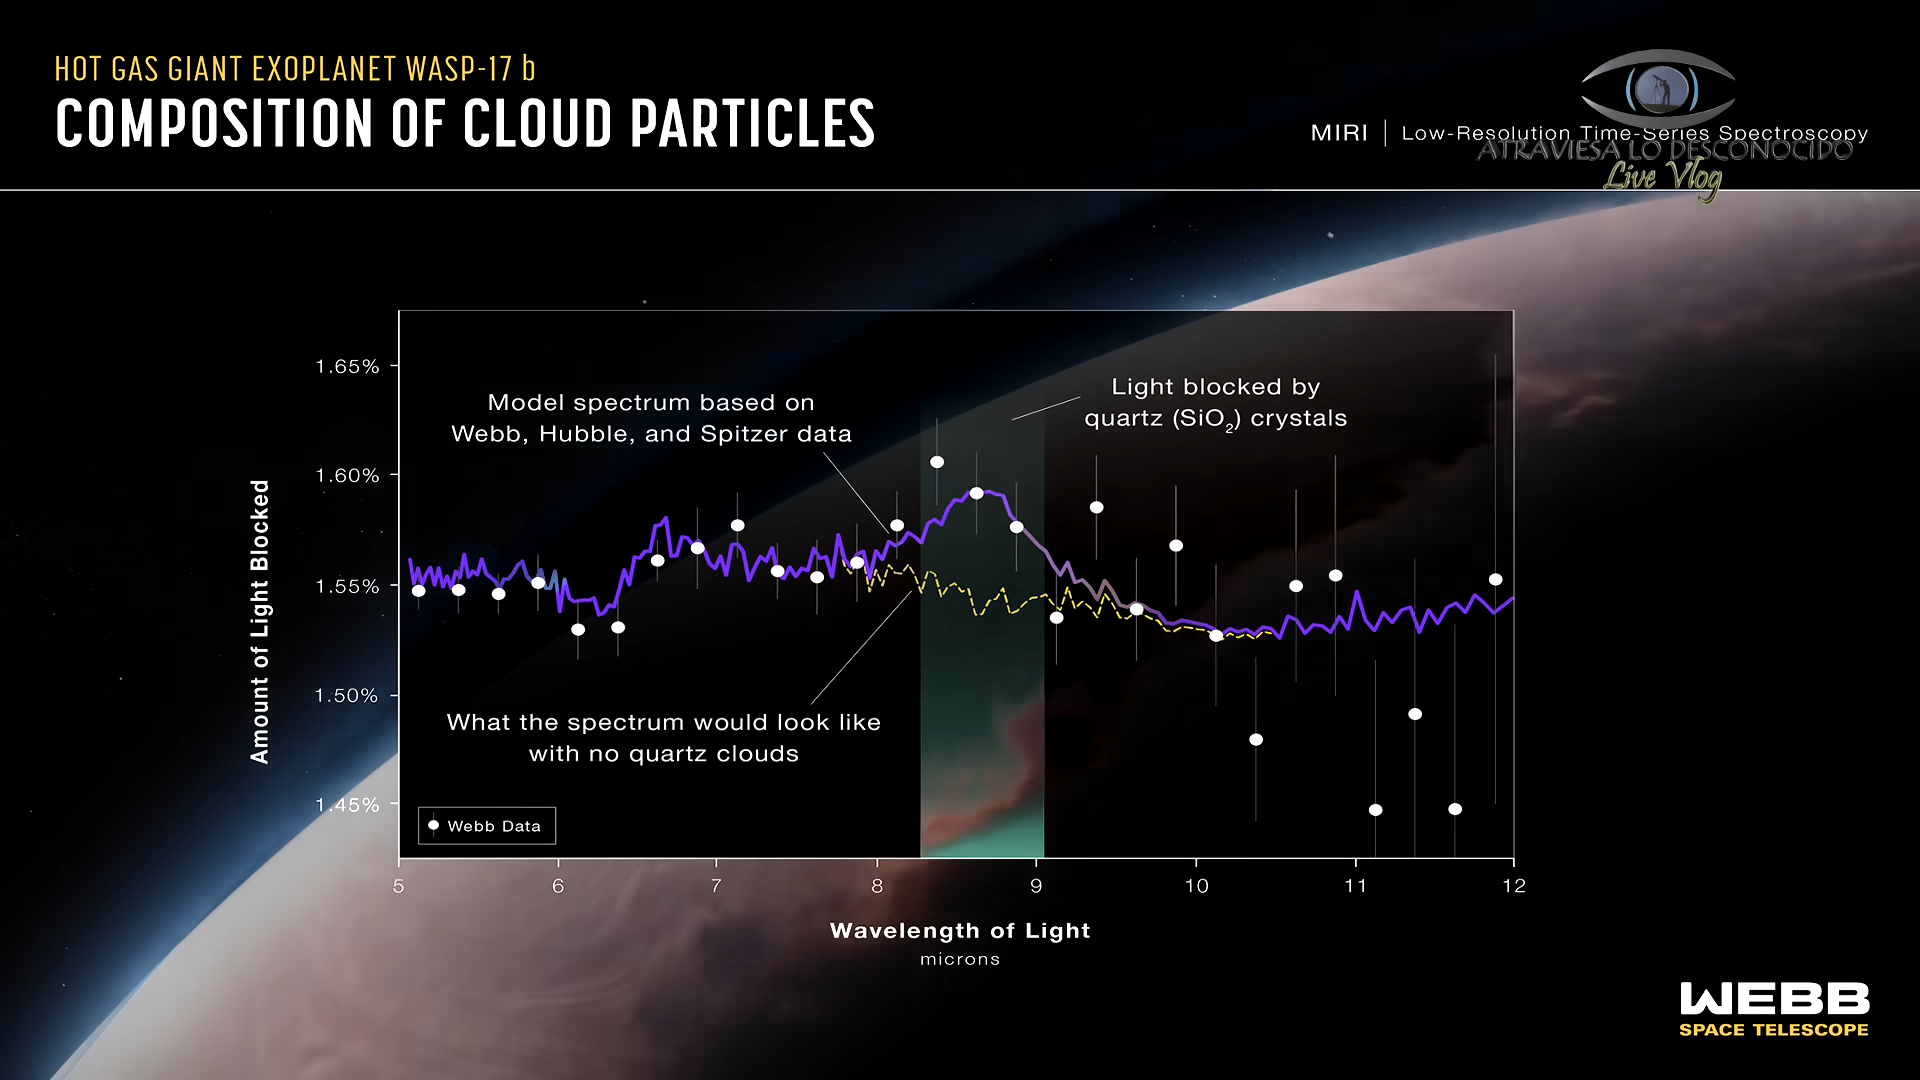 HOT GAS GIANT EXOPLANET WASP-17 b
COMPOSITION OF CLOUD PARTICLES
MIRI | Low-Resolution Time-Series Spectroscopy
ATRAVIESA LO DESCONOCIDO
Live Vlog
Model spectrum based on
Webb, Hubble, and Spitzer data
Light blocked by
quartz (SiO₂) crystals
What the spectrum would look like
with no quartz clouds
Webb Data
Amount of Light Blocked
1.65%
1.60%
1.55%
1.50%
1.45%
5 6 7 8 9 10 11 12
Wavelength of Light
microns
WEBB
SPACE TELESCOPE